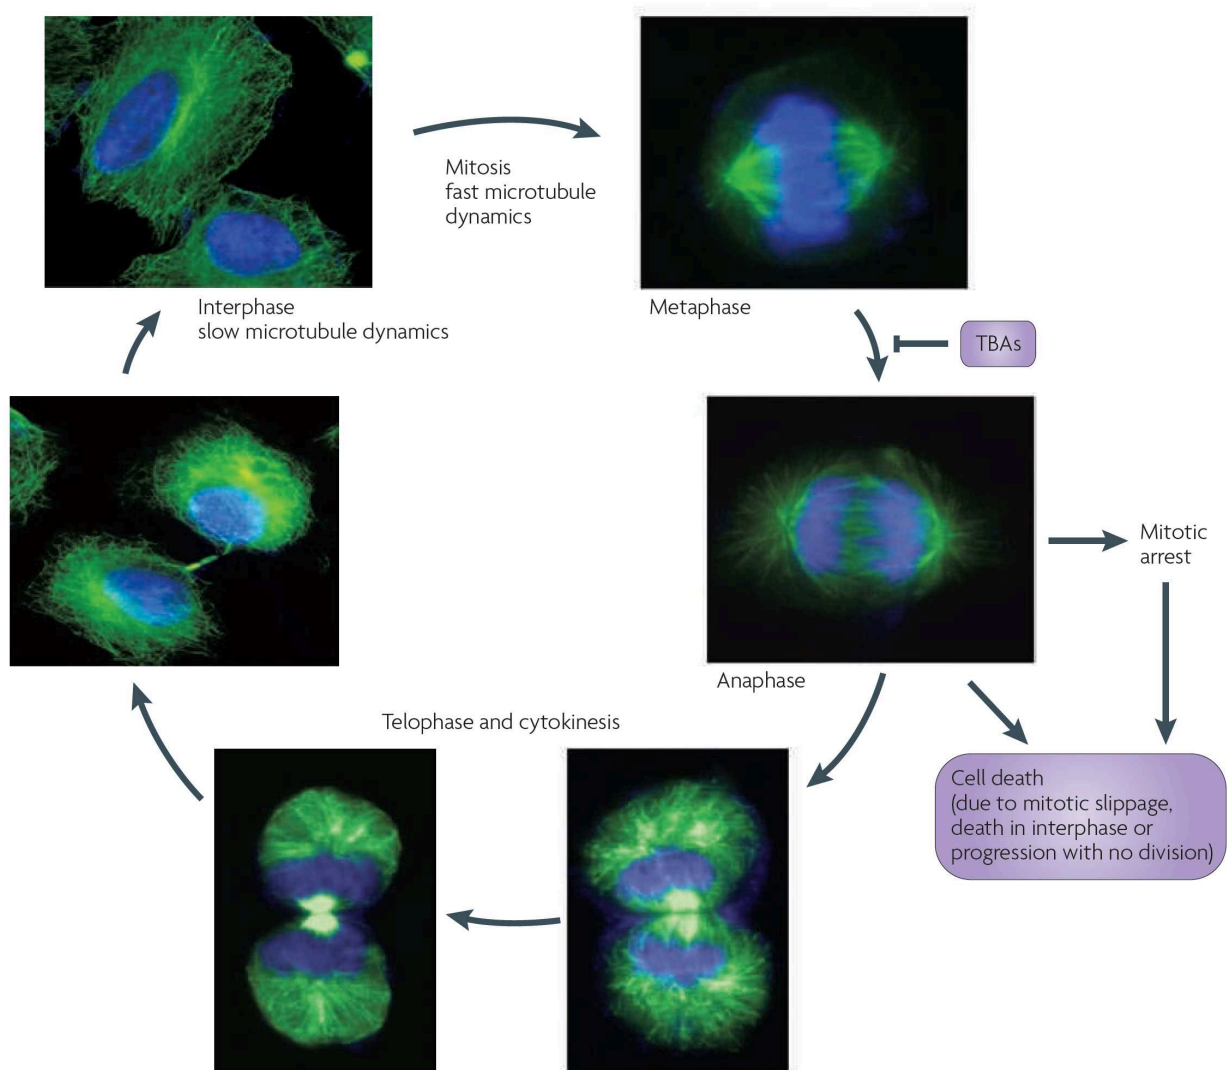 Mitosis
fast microtubule
dynamics
Interphase
slow microtubule dynamics
Metaphase
TBAs
Mitotic
arrest
Anaphase
Telophase and cytokinesis
Cell death
(due to mitotic slippage,
death in interphase or
progression with no division)